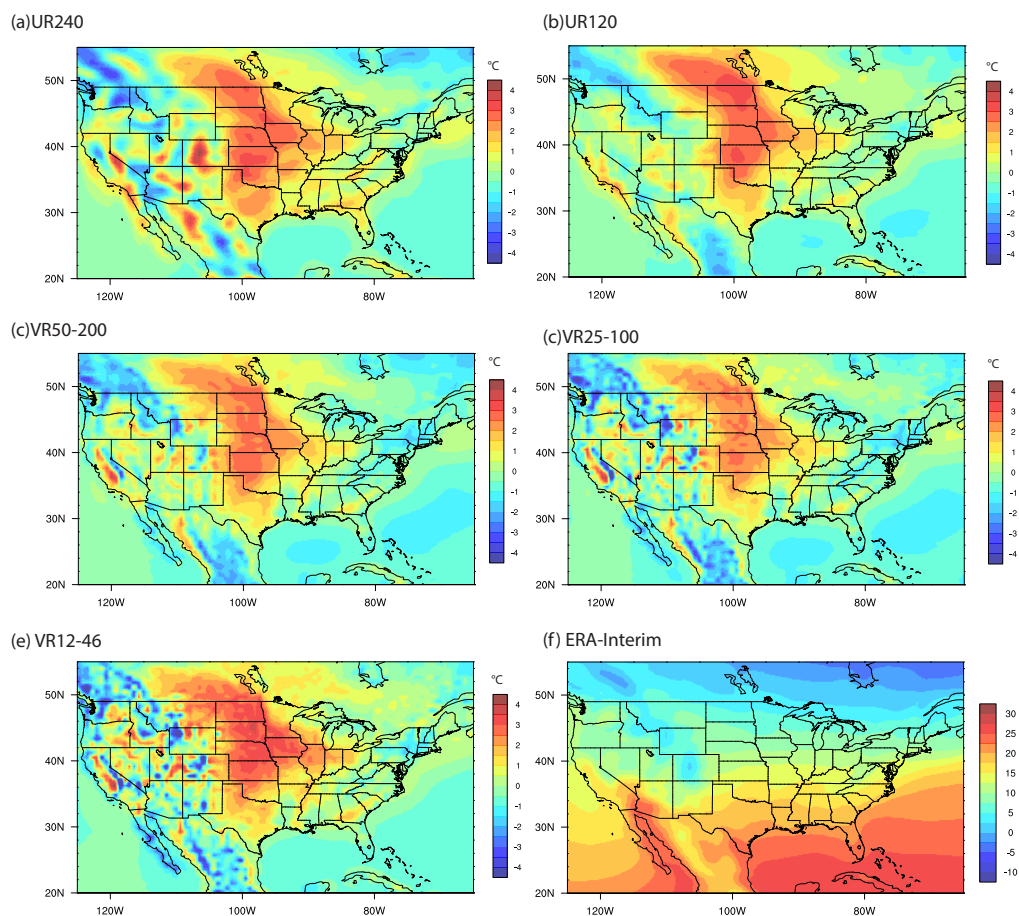 (a)UR240
(b)UR120
°C
50N
40N
30N
20N
120W
100W
80W
4
3
2
1
0
-1
-2
-3
-4
°C
50N
40N
30N
20N
120W
100W
80W
4
3
2
1
0
-1
-2
-3
-4
(c)VR50-200
(c)VR25-100
°C
50N
40N
30N
20N
120W
100W
80W
4
3
2
1
0
-1
-2
-3
-4
°C
50N
40N
30N
20N
120W
100W
80W
4
3
2
1
0
-1
-2
-3
-4
(e) VR12-46
(f) ERA-Interim
°C
50N
40N
30N
20N
120W
100W
80W
4
3
2
1
0
-1
-2
-3
-4
50N
40N
30N
20N
120W
100W
80W
30
25
20
15
10
5
0
-5
-10